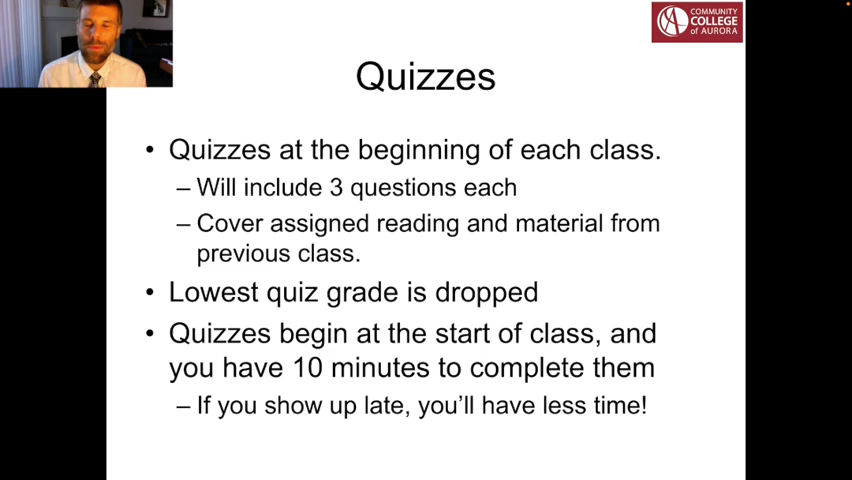 COMMUNITY
COLLEGE
of AURORA
Quizzes
• Quizzes at the beginning of each class.
– Will include 3 questions each
– Cover assigned reading and material from
previous class.
• Lowest quiz grade is dropped
• Quizzes begin at the start of class, and
you have 10 minutes to complete them
– If you show up late, you’ll have less time!